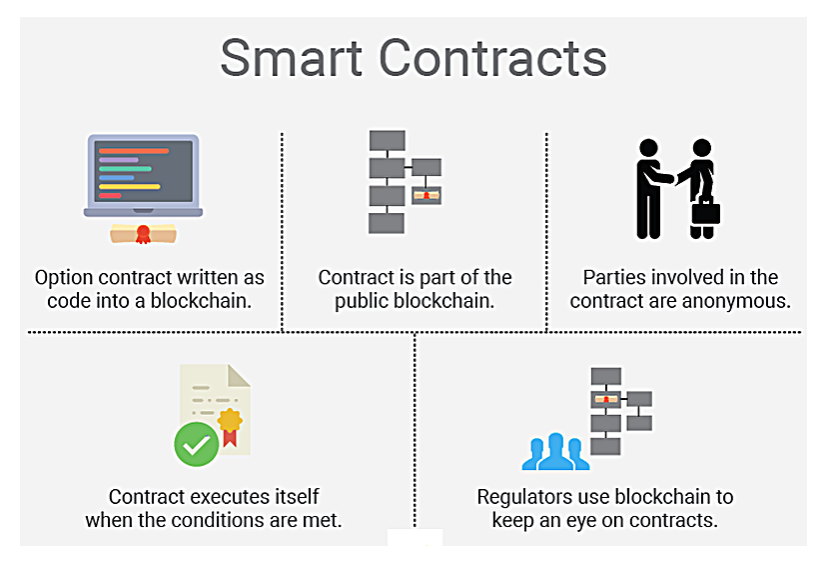 Smart Contracts
Option contract written as
code into a blockchain.
Contract is part of the
public blockchain.
Parties involved in the
contract are anonymous.
Contract executes itself
when the conditions are met.
Regulators use blockchain to
keep an eye on contracts.